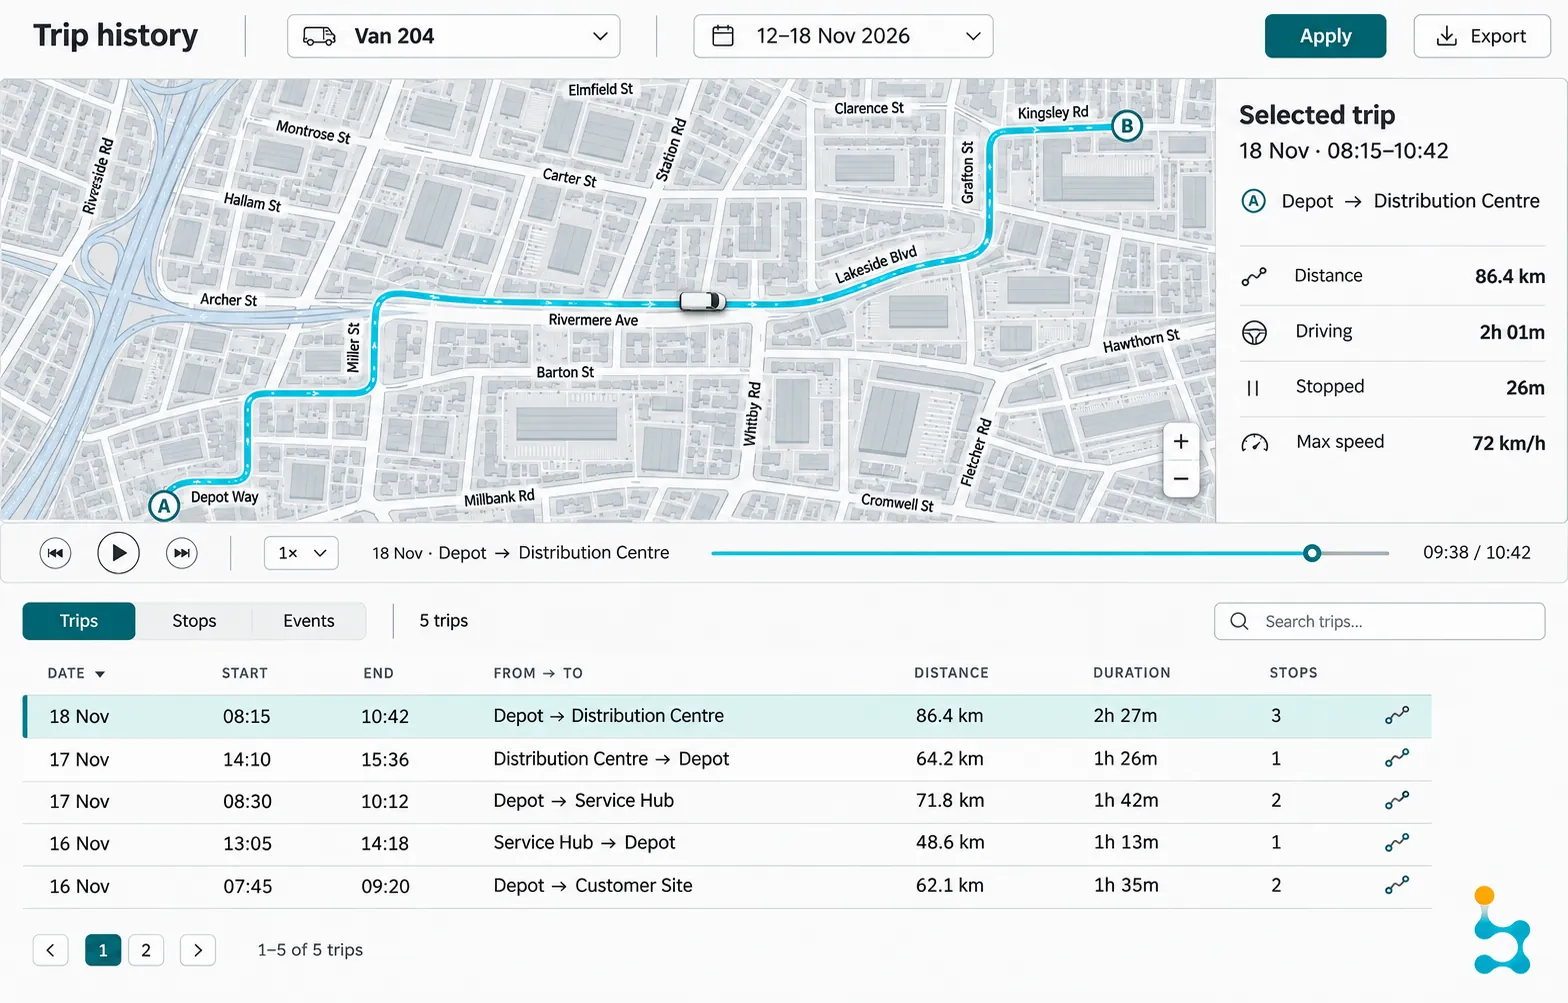 Trip history
Van 204
12–18 Nov 2026
Apply
Export
Elmfield St
Clarence St
Kingsley Rd
B
Montrose St
Station Rd
Riverside Rd
Carter St
Grafton St
Hallam St
Lakeside Blvd
Archer St
Rivermere Ave
Miller St
Hawthorn St
Barton St
Whitby Rd
Fletcher Rd
+
−
Depot Way
A
Millbank Rd
Cromwell St
Selected trip
18 Nov · 08:15–10:42
A Depot → Distribution Centre
Distance 86.4 km
Driving 2h 01m
Stopped 26m
Max speed 72 km/h
1× 18 Nov · Depot → Distribution Centre 09:38 / 10:42
Trips Stops Events 5 trips Search trips...
DATE START END FROM → TO DISTANCE DURATION STOPS
18 Nov 08:15 10:42 Depot → Distribution Centre 86.4 km 2h 27m 3
17 Nov 14:10 15:36 Distribution Centre → Depot 64.2 km 1h 26m 1
17 Nov 08:30 10:12 Depot → Service Hub 71.8 km 1h 42m 2
16 Nov 13:05 14:18 Service Hub → Depot 48.6 km 1h 13m 1
16 Nov 07:45 09:20 Depot → Customer Site 62.1 km 1h 35m 2
1 2 1–5 of 5 trips